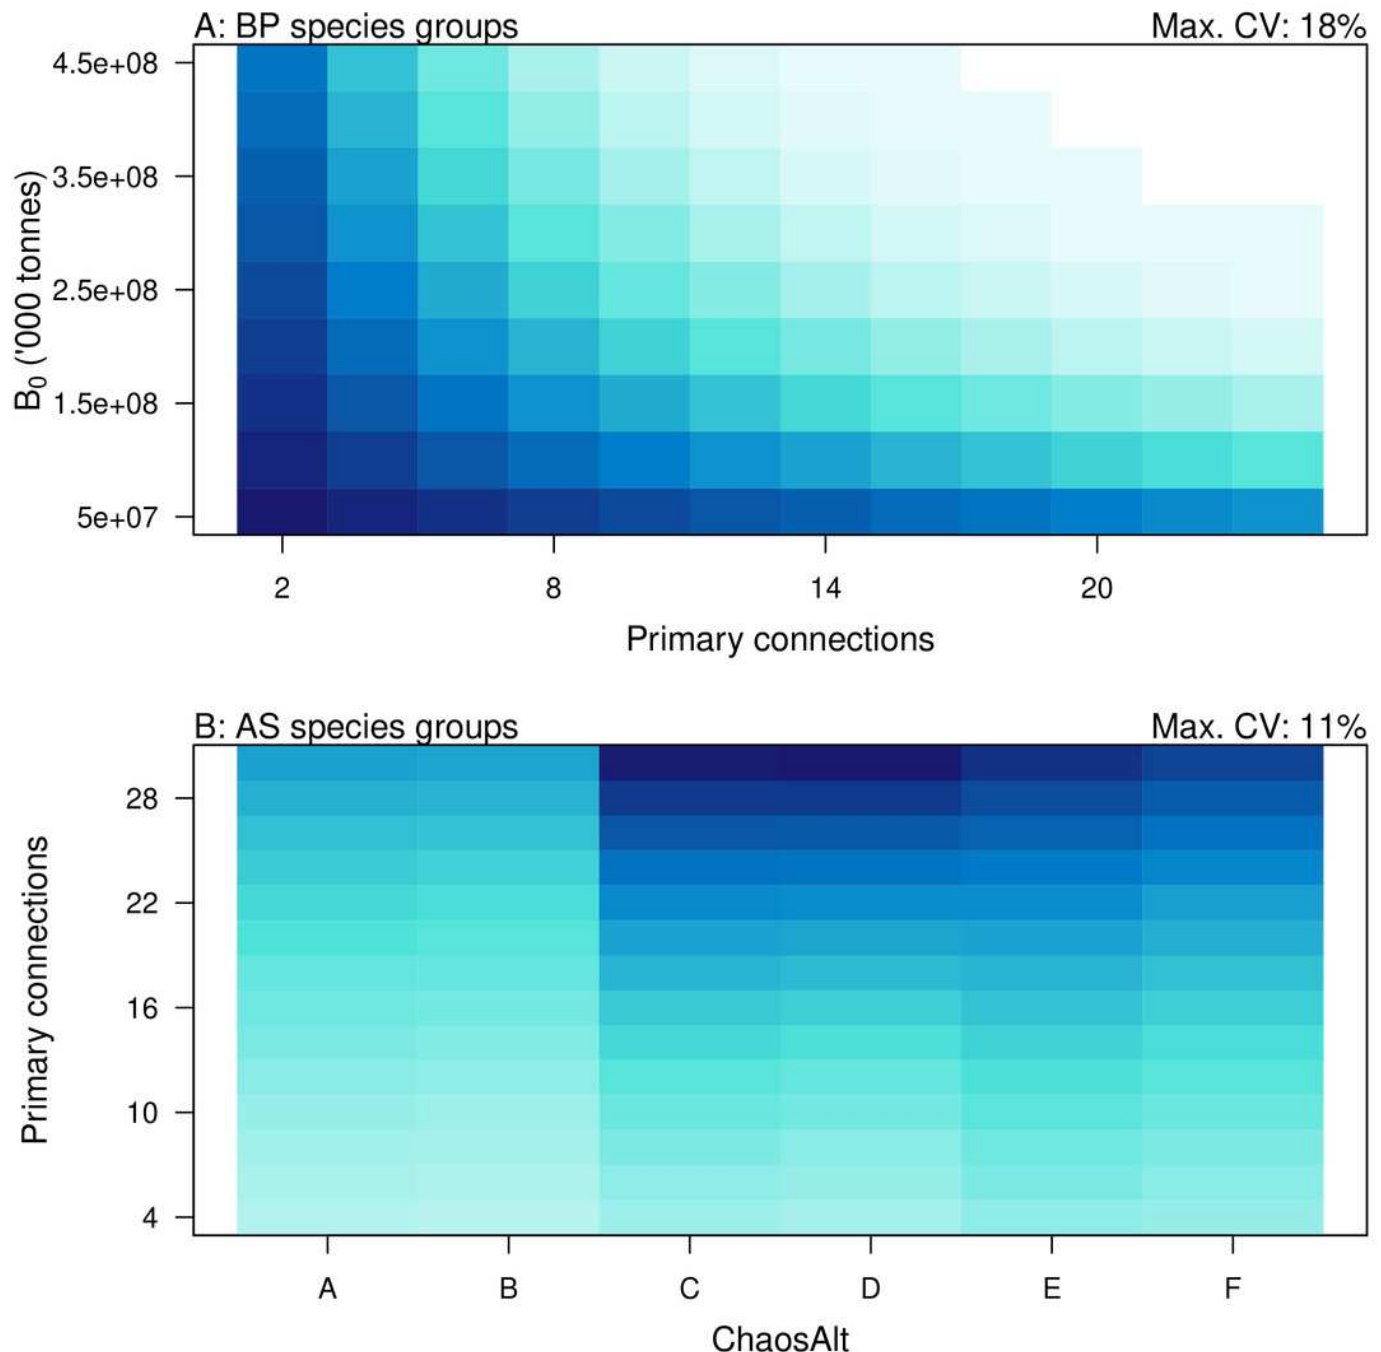 A: BP species groups Max. CV: 18%
4.5e+08
3.5e+08
2.5e+08
1.5e+08
5e+07
B0 ('000 tonnes)
2 8 14 20
Primary connections
B: AS species groups Max. CV: 11%
28
22
16
10
4
Primary connections
A B C D E F
ChaosAlt